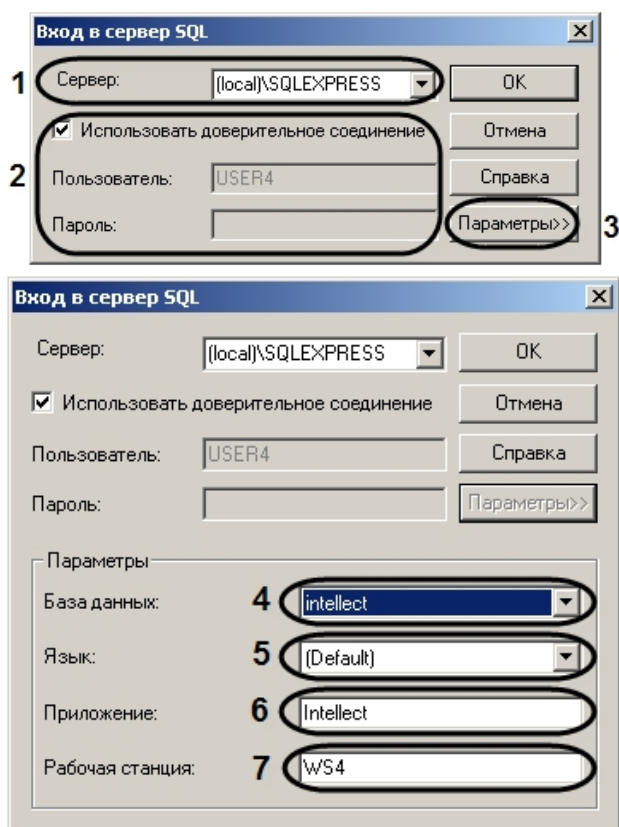 Вход в сервер SQL
1 Сервер: (local)\SQLEXPRESS OK
Использовать доверительное соединение Отмена
2 Пользователь: USER4 Справка
Пароль: Параметры>> 3
Вход в сервер SQL
Сервер: (local)\SQLEXPRESS OK
Использовать доверительное соединение Отмена
Пользователь: USER4 Справка
Пароль: Параметры>>
Параметры
База данных: 4 intellect
Язык: 5 (Default)
Приложение: 6 Intellect
Рабочая станция: 7 WS4